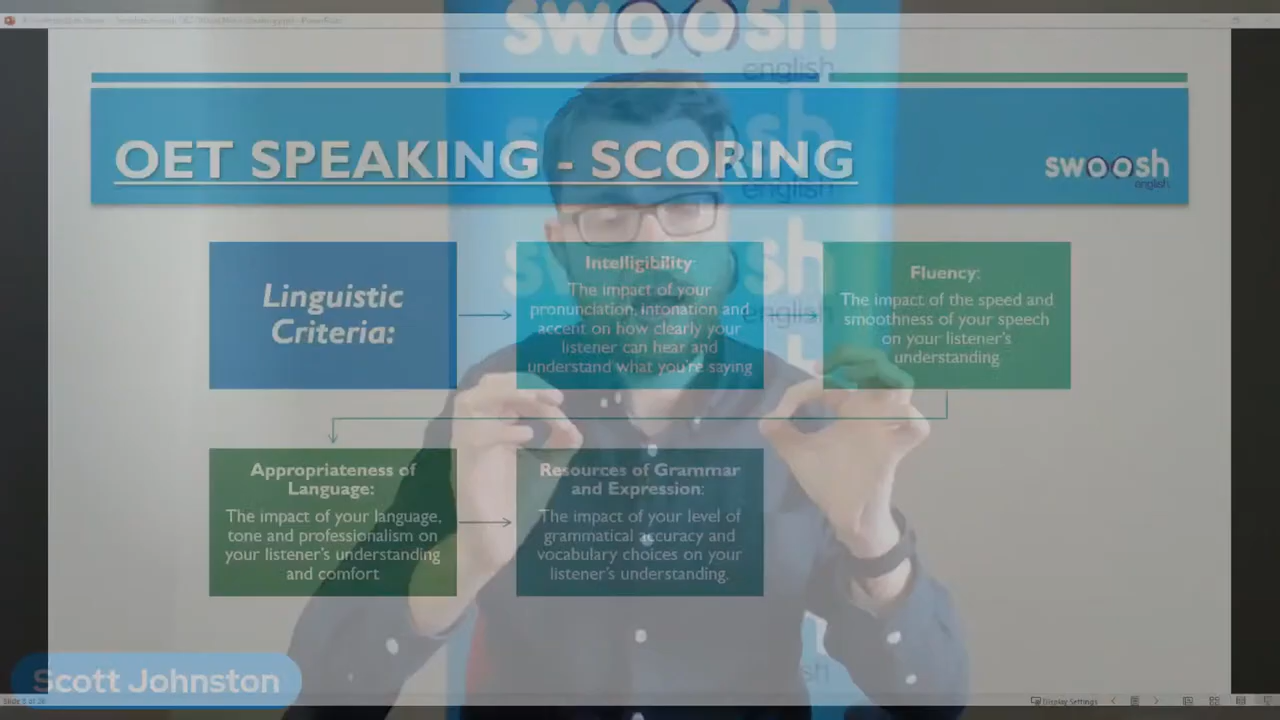 swoosh
english
OET SPEAKING - SCORING
swoosh
english
english
Linguistic
Criteria:
Intelligibility:
The impact of your
pronunciation, intonation and
accent on how clearly your
listener can hear and
understand what you're saying
english
Fluency:
The impact of the speed and
smoothness of your speech
on your listener's
understanding
Appropriateness of
Language:
The impact of your language,
tone and professionalism on
your listener's understanding
and comfort
Resources of Grammar
and Expression:
The impact of your level of
grammatical accuracy and
vocabulary choices on your
listener's understanding.
Scott Johnston
Display Settings